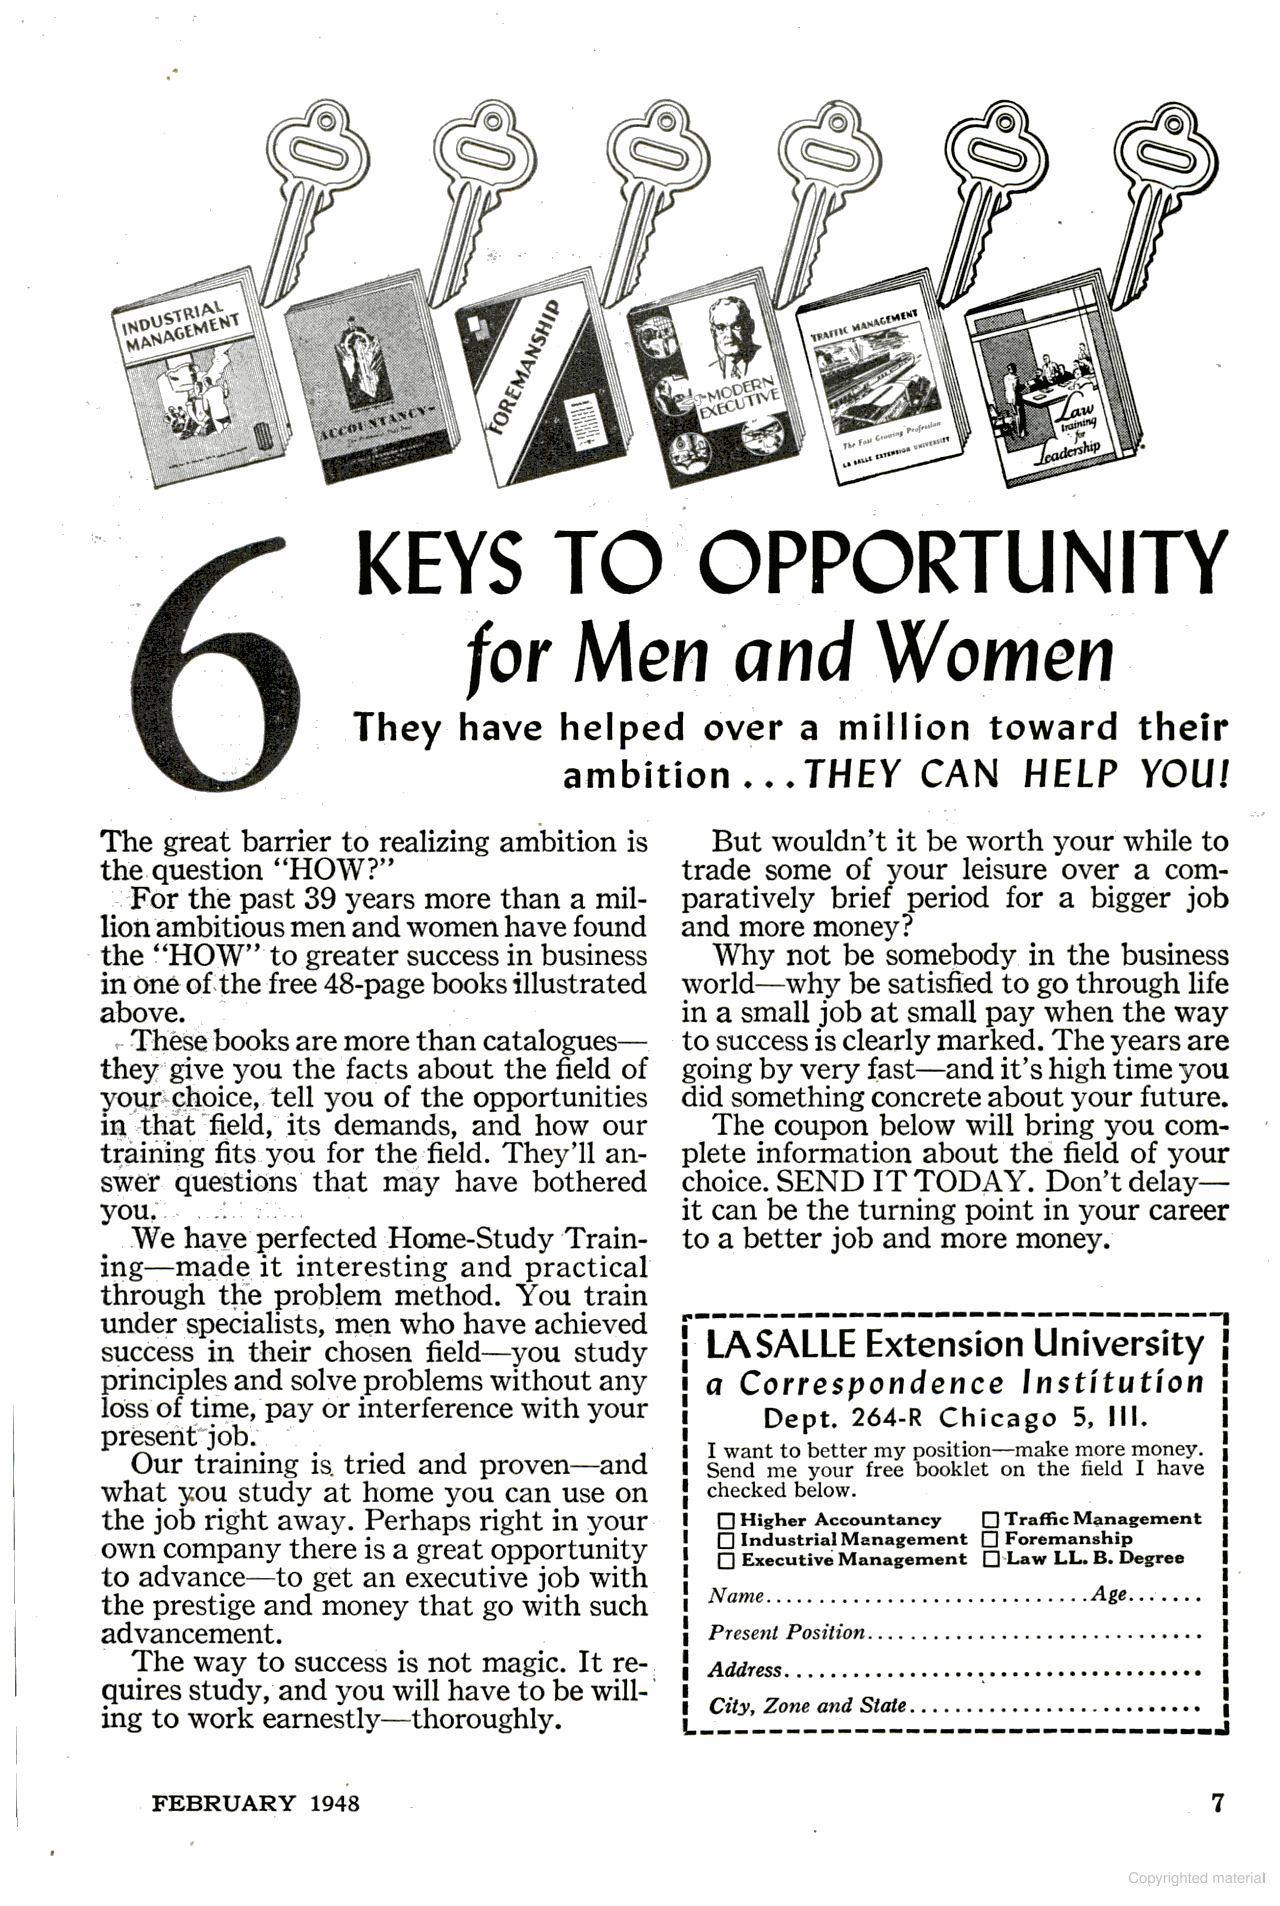 INDUSTRIAL
MANAGEMENT
ACCOUNTANCY-
FOREMANSHIP
The MODERN
EXECUTIVE
TRAFFIC MANAGEMENT
The Fast Growing Profession
LA SALLE EXTENSION UNIVERSITY
Law
training
for
Leadership
6
KEYS TO OPPORTUNITY
for Men and Women
They have helped over a million toward their
ambition . . . THEY CAN HELP YOU!
The great barrier to realizing ambition is
the question “HOW?”
For the past 39 years more than a mil-
lion ambitious men and women have found
the “HOW” to greater success in business
in one of the free 48-page books illustrated
above.
These books are more than catalogues—
they give you the facts about the field of
your choice, tell you of the opportunities
in that field, its demands, and how our
training fits you for the field. They’ll an-
swer questions that may have bothered
you.
We have perfected Home-Study Train-
ing—made it interesting and practical
through the problem method. You train
under specialists, men who have achieved
success in their chosen field—you study
principles and solve problems without any
loss of time, pay or interference with your
present job.
Our training is tried and proven—and
what you study at home you can use on
the job right away. Perhaps right in your
own company there is a great opportunity
to advance—to get an executive job with
the prestige and money that go with such
advancement.
The way to success is not magic. It re-
quires study, and you will have to be will-
ing to work earnestly—thoroughly.
But wouldn’t it be worth your while to
trade some of your leisure over a com-
paratively brief period for a bigger job
and more money?
Why not be somebody in the business
world—why be satisfied to go through life
in a small job at small pay when the way
to success is clearly marked. The years are
going by very fast—and it’s high time you
did something concrete about your future.
The coupon below will bring you com-
plete information about the field of your
choice. SEND IT TODAY. Don’t delay—
it can be the turning point in your career
to a better job and more money.
LASALLE Extension University
a Correspondence Institution
Dept. 264-R Chicago 5, Ill.
I want to better my position—make more money.
Send me your free booklet on the field I have
checked below.
☐ Higher Accountancy ☐ Traffic Management
☐ Industrial Management ☐ Foremanship
☐ Executive Management ☐ Law LL. B. Degree
Name..............................Age.......
Present Position................................
Address........................................
City, Zone and State............................
FEBRUARY 1948
7
Copyrighted material